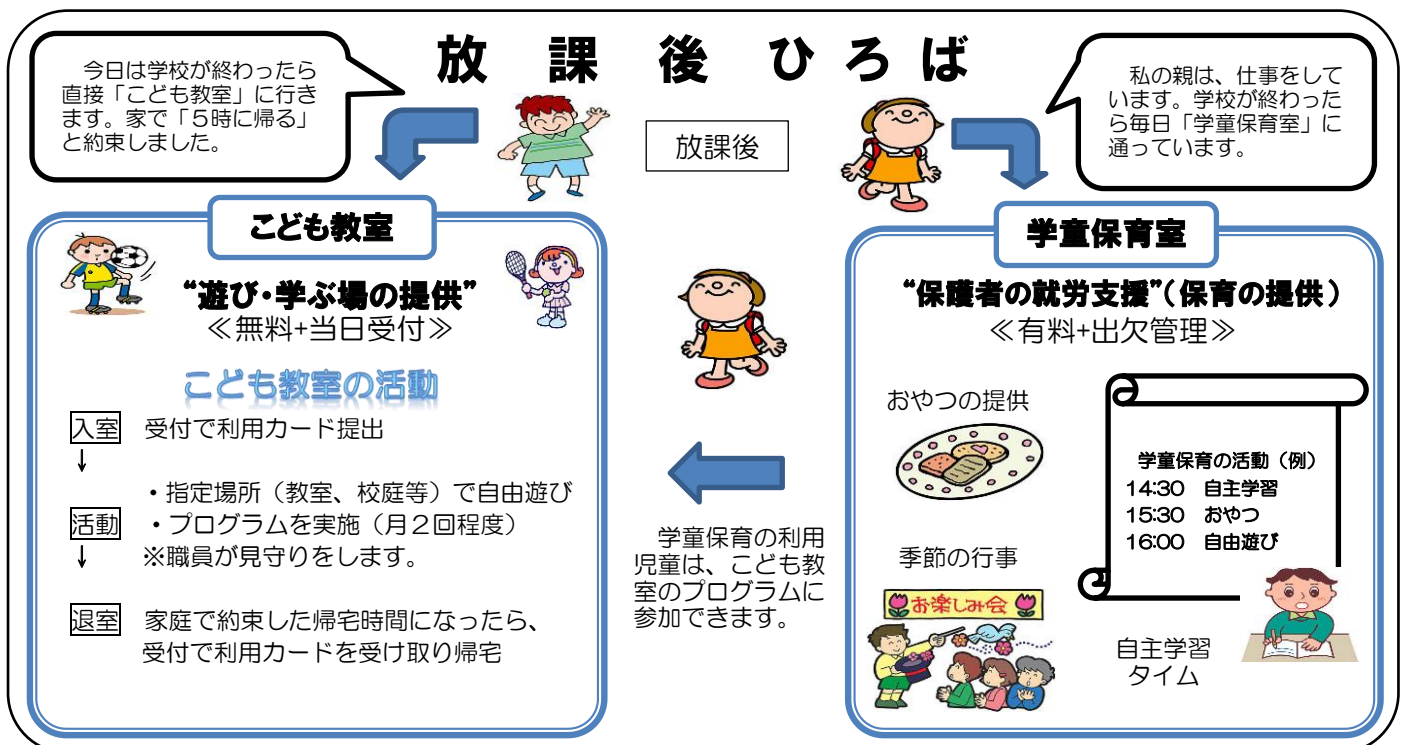 放課後ひろば
今日は学校が終わったら
直接「こども教室」に行き
ます。家で「５時に帰る」
と約束しました。
放課後
私の親は、仕事をして
います。学校が終わった
ら毎日「学童保育室」に
通っています。
こども教室
“遊び・学ぶ場の提供”
≪無料+当日受付≫
こども教室の活動
入室 受付で利用カード提出
↓
・指定場所（教室、校庭等）で自由遊び
活動 ・プログラムを実施（月２回程度）
↓ ※職員が見守りをします。
退室 家庭で約束した帰宅時間になったら、
受付で利用カードを受け取り帰宅
学童保育の利用
児童は、こども教
室のプログラムに
参加できます。
学童保育室
“保護者の就労支援”（保育の提供）
≪有料+出欠管理≫
おやつの提供
学童保育の活動（例）
14:30 自主学習
15:30 おやつ
16:00 自由遊び
季節の行事
お楽しみ会
自主学習
タイム